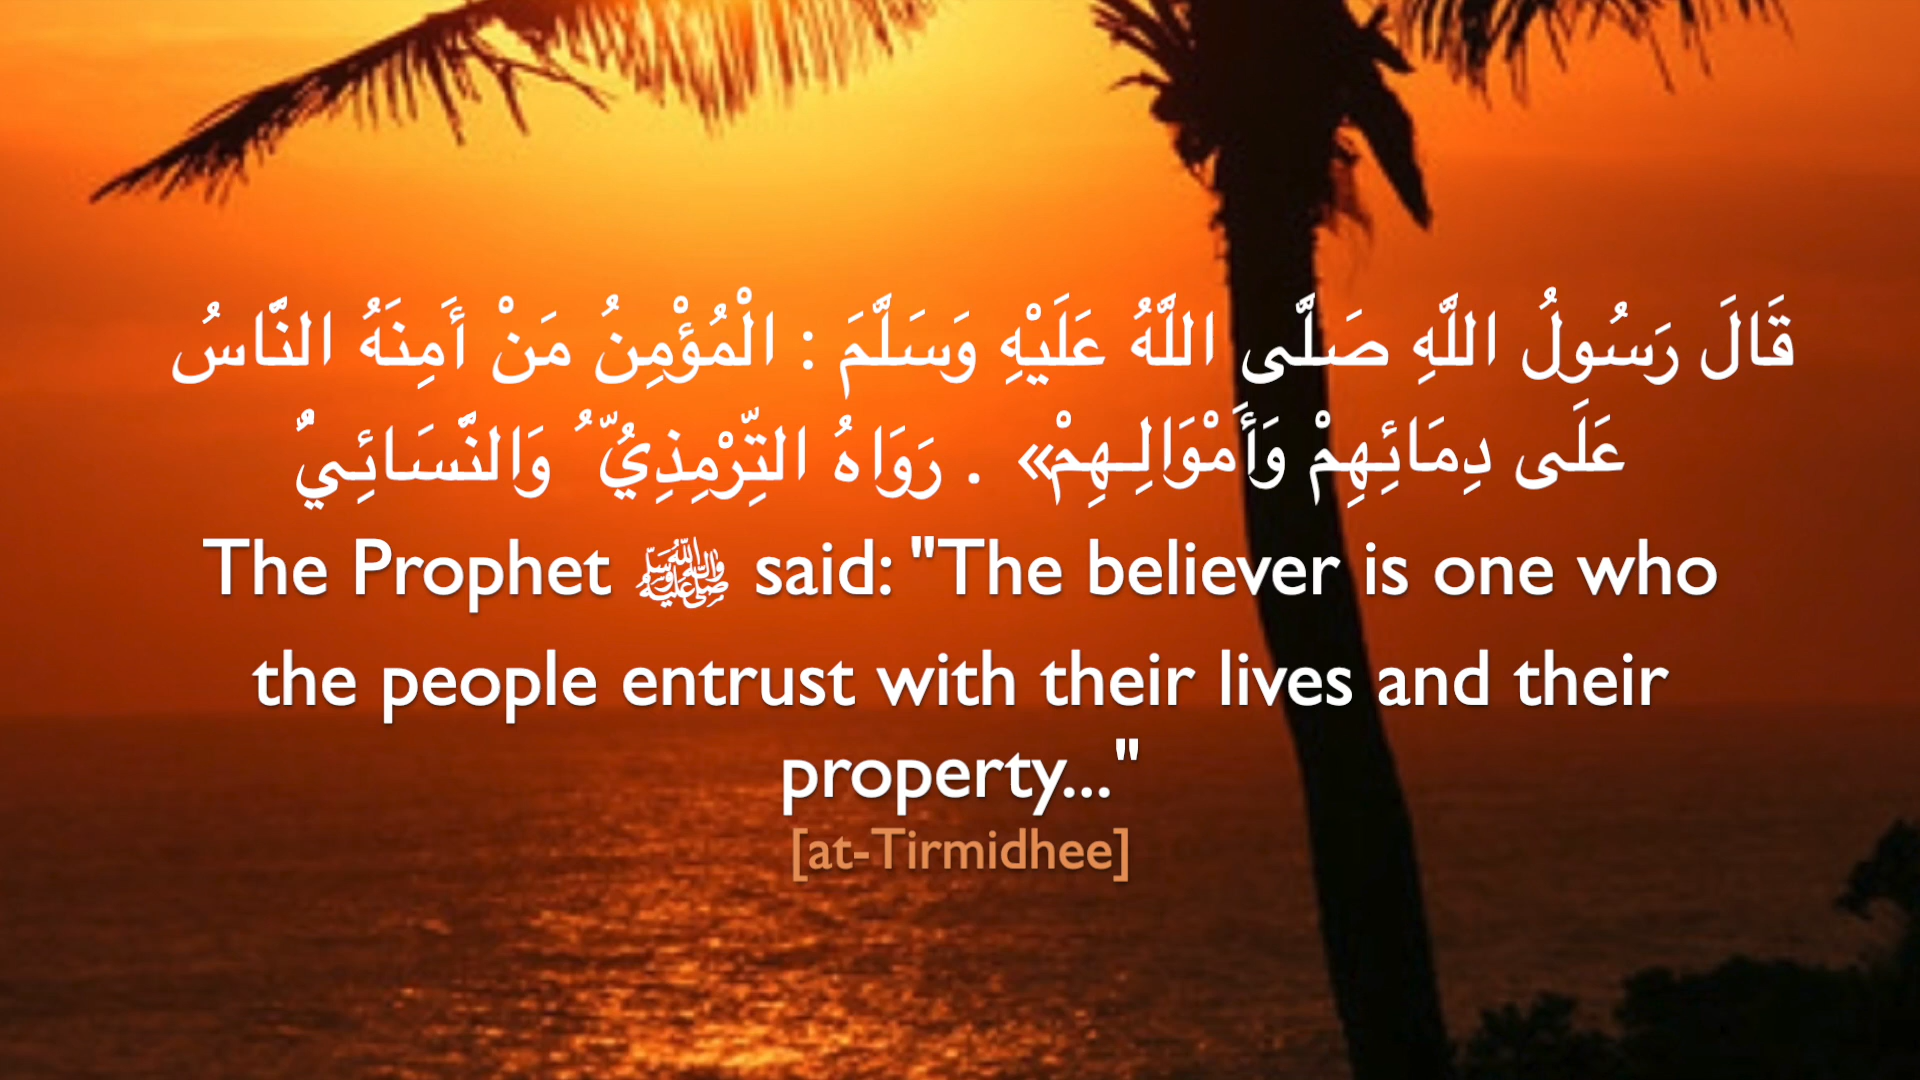 قَالَ رَسُولُ اللَّهِ صَلَّى اللَّهُ عَلَيْهِ وَسَلَّمَ : الْمُؤْمِنُ مَنْ أَمِنَهُ النَّاسُ
عَلَى دِمَائِهِمْ وَأَمْوَالِهِمْ» . رَوَاهُ التِّرْمِذِيُّ ُ وَالنَّسَائِيُّ
The Prophet ﷺ said: "The believer is one who
the people entrust with their lives and their
property..."
[at-Tirmidhee]